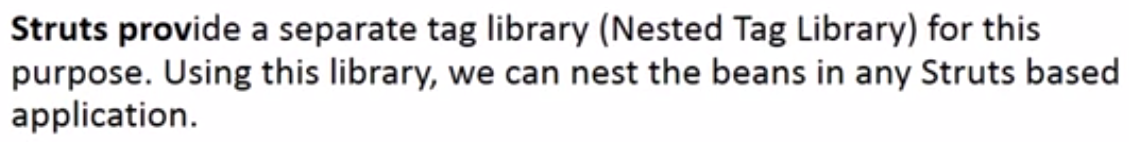 Struts provide a separate tag library (Nested Tag Library) for this
purpose. Using this library, we can nest the beans in any Struts based
application.